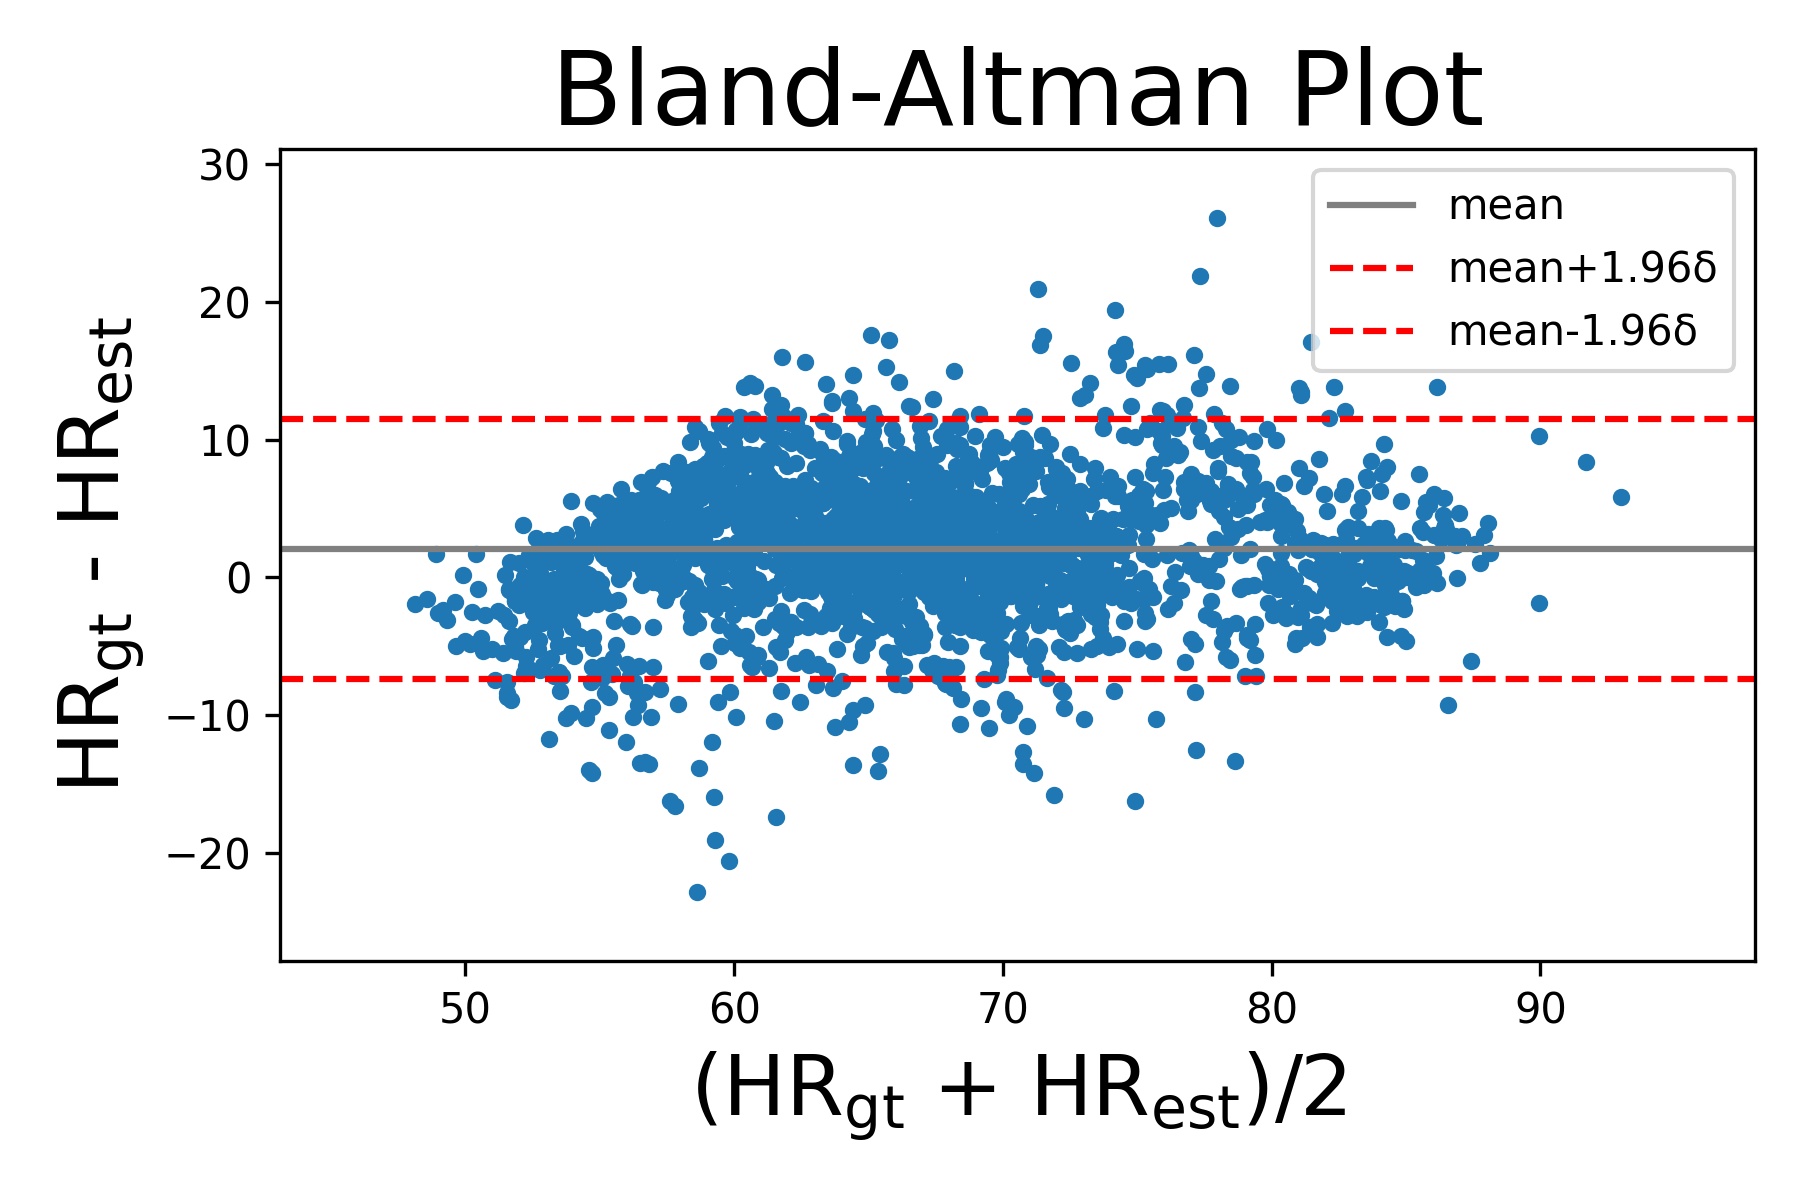 Bland-Altman Plot
HRgt - HRest
30
20
10
0
−10
−20
mean
mean+1.96δ
mean-1.96δ
50 60 70 80 90
(HRgt + HRest)/2